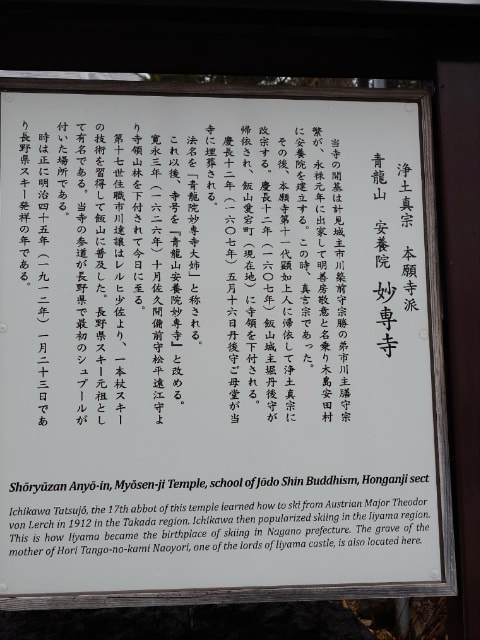 浄土真宗　本願寺派
青龍山　安養院　妙専寺
当寺の開基は計見城主市川梁前守宗勝の弟市川主膳守宗
繁が、永禄元年に出家して明善房敬意と名乗り木島安田村
に安養院を建立する。この時、真言宗であった。
その後、本願寺第十一代顕如上人に帰依して浄土真宗に
改宗する。慶長十二年（一六〇七年）飯山城主堀丹後守が
帰依され、飯山愛宕町（現在地）に寺領を下付される。
慶長十二年（一六〇七年）五月十六日丹後守ご母堂が当
寺に埋葬される。
法名を『青龍院妙専寺大姉』と称される。
これ以後、寺号を『青龍山安養院妙専寺』と改める。
寛永三年（一六二六年）十月佐久間備前守松平遠江守よ
り寺領山林を下付されて今日に至る。
第十七世住職市川達譲はレルヒ少佐より、一本杖スキー
の技術を習得して飯山に普及した。長野県スキー元祖とし
て有名である。当寺の参道が長野県で最初のシュプールが
付いた場所である。
時は正に明治四十五年（一九一二年）一月二十三日であ
り長野県スキー発祥の年である。
Shōryūzan Anyō-in, Myōsen-ji Temple, school of Jōdo Shin Buddhism, Honganji sect
Ichikawa Tatsujō, the 17th abbot of this temple learned how to ski from Austrian Major Theodor
von Lerch in 1912 in the Takada region. Ichikawa then popularized skiing in the Iiyama region.
This is how Iiyama became the birthplace of skiing in Nagano prefecture. The grave of the
mother of Hori Tango-no-kami Naoyori, one of the lords of Iiyama castle, is also located here.